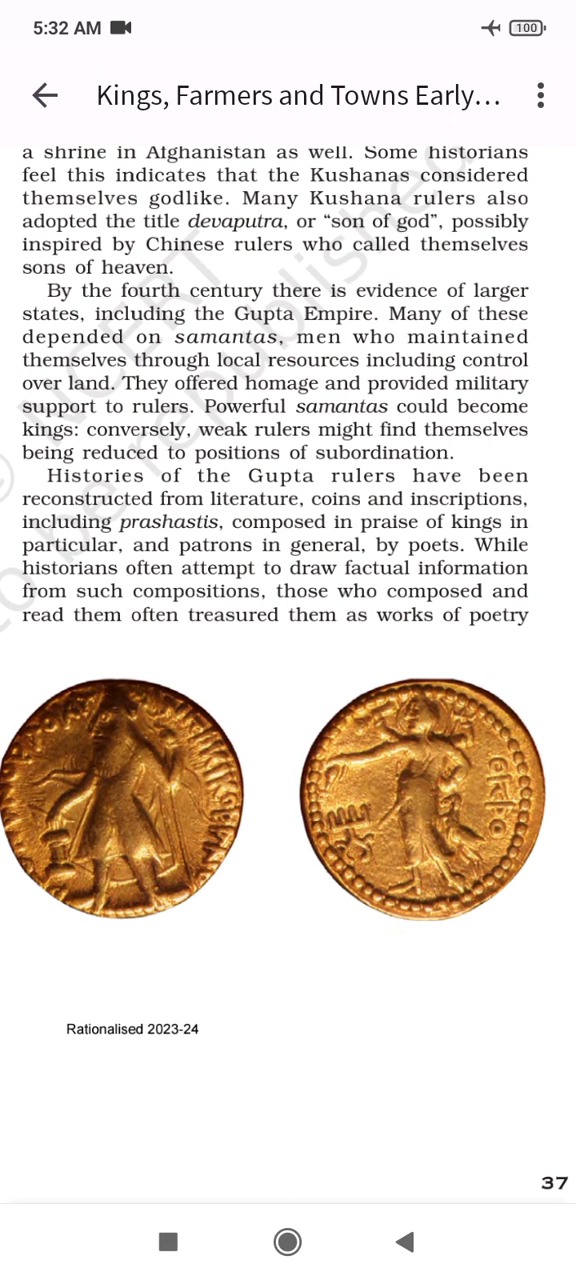 5:32 AM
100
Kings, Farmers and Towns Early...
a shrine in Afghanistan as well. Some historians
feel this indicates that the Kushanas considered
themselves godlike. Many Kushana rulers also
adopted the title devaputra, or “son of god”, possibly
inspired by Chinese rulers who called themselves
sons of heaven.
By the fourth century there is evidence of larger
states, including the Gupta Empire. Many of these
depended on samantas, men who maintained
themselves through local resources including control
over land. They offered homage and provided military
support to rulers. Powerful samantas could become
kings: conversely, weak rulers might find themselves
being reduced to positions of subordination.
Histories of the Gupta rulers have been
reconstructed from literature, coins and inscriptions,
including prashastis, composed in praise of kings in
particular, and patrons in general, by poets. While
historians often attempt to draw factual information
from such compositions, those who composed and
read them often treasured them as works of poetry
Rationalised 2023-24
37